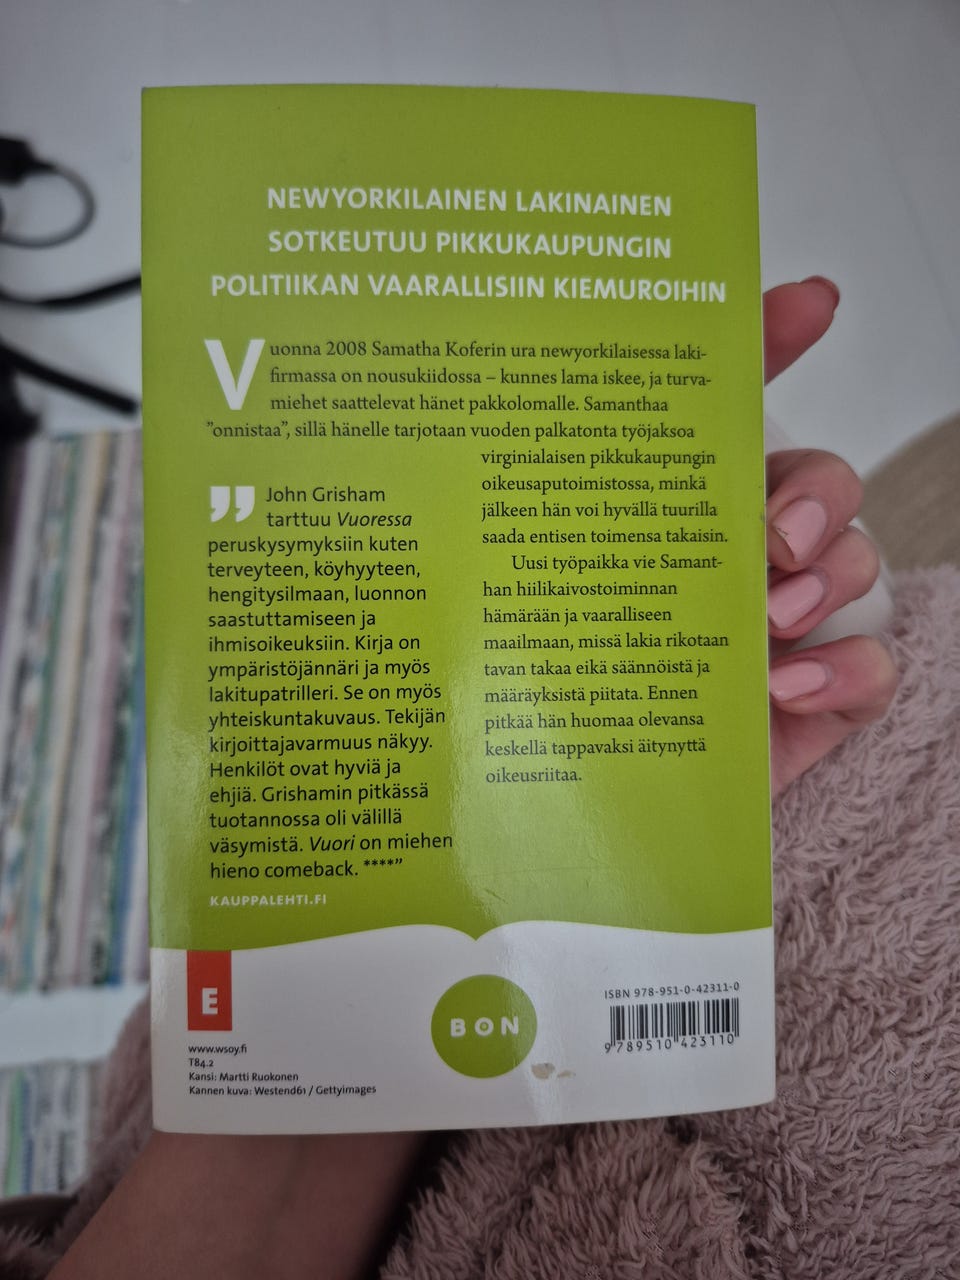 NEWYORKILAINEN LAKINAINEN
SOTKEUTUU PIKKUKAUPUNGIN
POLITIIKAN VAARALLISIIN KIEMUROIHIN
Vuonna 2008 Samatha Koferin ura newyorkilaisessa laki-
firmassa on nousukiidossa – kunnes lama iskee, ja turva-
miehet saattelevat hänet pakkolomalle. Samanthaa
"onnistaa", sillä hänelle tarjotaan vuoden palkatonta työjaksoa
virginialaisen pikkukaupungin
oikeusaputoimistossa, minkä
jälkeen hän voi hyvällä tuurilla
saada entisen toimensa takaisin.
Uusi työpaikka vie Samant-
han hiilikaivostoiminnan
hämärään ja vaaralliseen
maailmaan, missä lakia rikotaan
tavan takaa eikä säännöistä ja
määräyksistä piitata. Ennen
pitkää hän huomaa olevansa
keskellä tappavaksi äitynyttä
oikeusriitaa.
" John Grisham
tarttuu Vuoressa
peruskysymyksiin kuten
terveyteen, köyhyyteen,
hengitysilmaan, luonnon
saastuttamiseen ja
ihmisoikeuksiin. Kirja on
ympäristöjännäri ja myös
lakitupatrilleri. Se on myös
yhteiskuntakuvaus. Tekijän
kirjoittajavarmuus näkyy.
Henkilöt ovat hyviä ja
ehjiä. Grishamin pitkässä
tuotannossa oli välillä
väsymistä. Vuori on miehen
hieno comeback. ****"
KAUPPALEHTI.FI
E
www.wsoy.fi
T84.2
Kansi: Martti Ruokonen
Kannen kuva: Westend61 / Gettyimages
BON
ISBN 978-951-0-42311-0
9 789510 423110